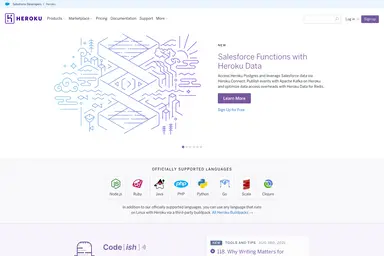 Salesforce Developers / Heroku
HEROKU
Products Marketplace Pricing Documentation Support More
Log in
Sign up
NEW
Salesforce Functions with
Heroku Data
Access Heroku Postgres and leverage Salesforce data via
Heroku Connect. Publish events with Apache Kafka on Heroku
and optimize data access overheads with Heroku Data for Redis.
Learn More
Sign Up for Free
OFFICIALLY SUPPORTED LANGUAGES
Node.js Ruby Java PHP Python Go Scala Clojure
In addition to our officially supported languages, you can use any language that runs
on Linux with Heroku via a third-party buildpack. All Heroku Buildpacks
Code[ish]
NEW TOOLS AND TIPS
118. Why Writing Matters for